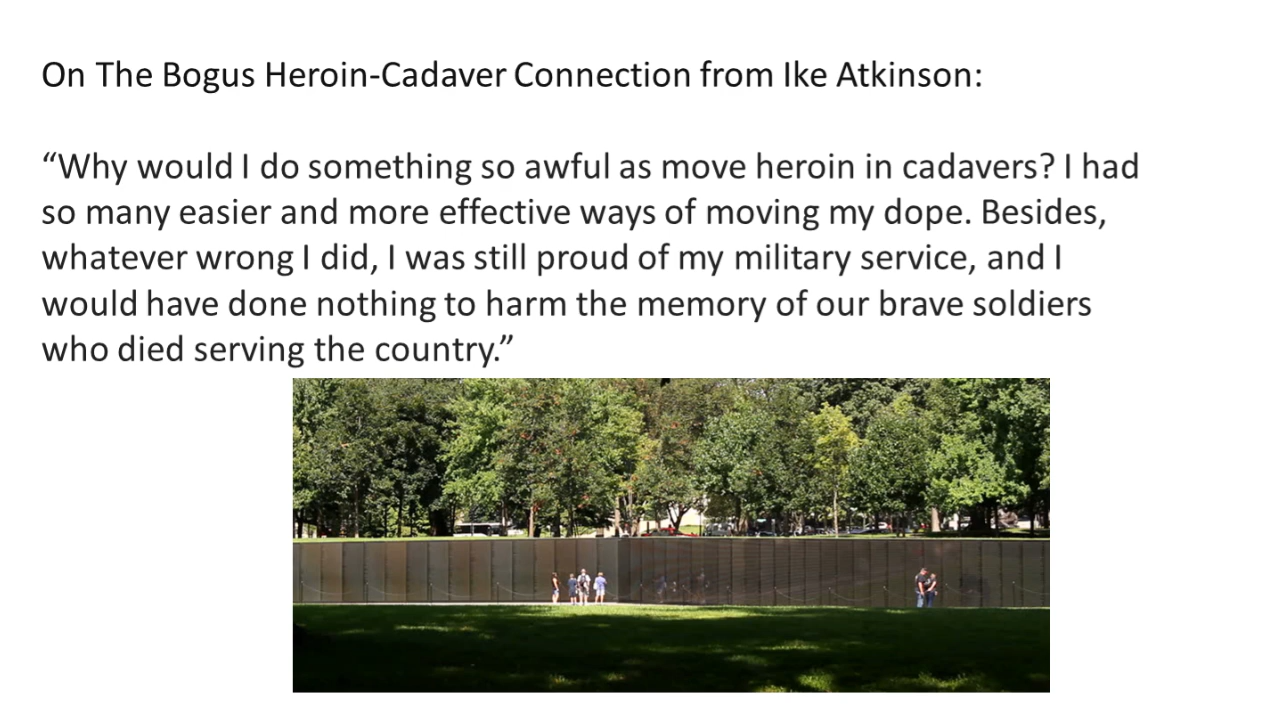 On The Bogus Heroin-Cadaver Connection from Ike Atkinson:
“Why would I do something so awful as move heroin in cadavers? I had
so many easier and more effective ways of moving my dope. Besides,
whatever wrong I did, I was still proud of my military service, and I
would have done nothing to harm the memory of our brave soldiers
who died serving the country.”